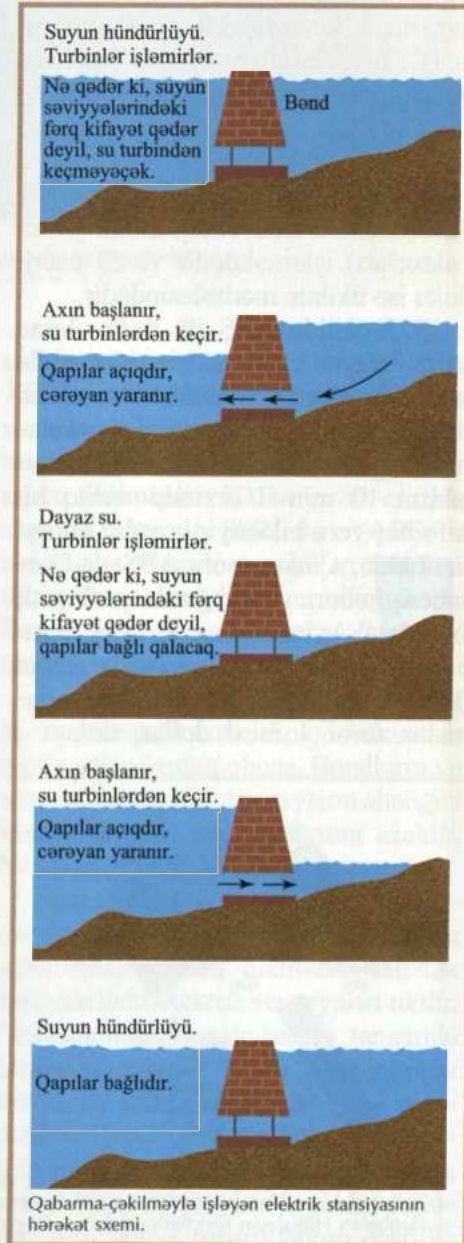 Suyun hündürlüyü.
Turbinlər işləmirlər.
Nə qədər ki, suyun
səviyyələrindəki
fərq kifayət qədər
deyil, su turbindən
keçməyəçək.
Bənd
Axın başlanır,
su turbinlərdən keçir.
Qapılar açıqdır,
cərəyan yaranır.
Dayaz su.
Turbinlər işləmirlər.
Nə qədər ki, suyun
səviyyələrindəki fərq
kifayət qədər deyil,
qapılar bağlı qalacaq.
Axın başlanır,
su turbinlərdən keçir.
Qapılar açıqdır,
cərəyan yaranır.
Suyun hündürlüyü.
Qapılar bağlıdır.
Qabarma-çəkilməylə işləyən elektrik stansiyasının
hərəkət sxemi.